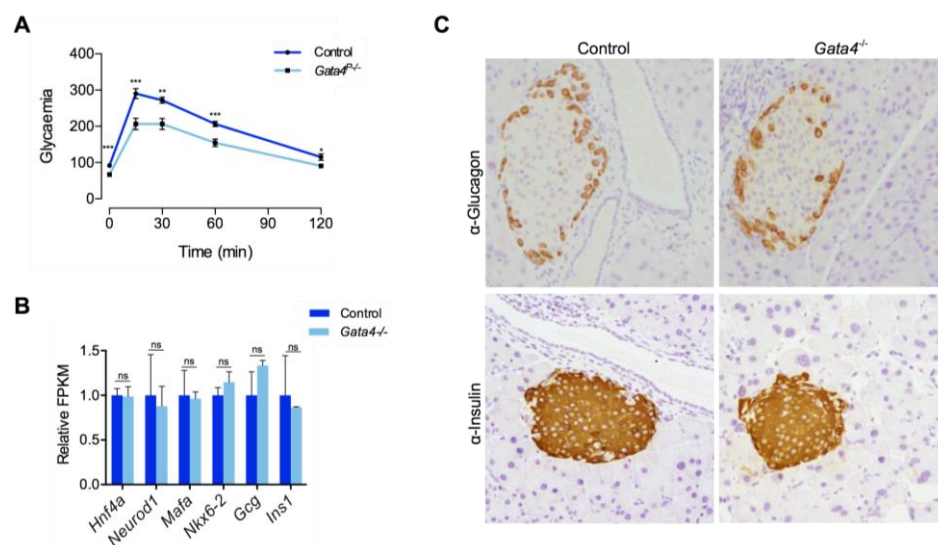 A
Control
Gata4P-/-
Glycaemia
400
300
200
100
0
***
***
**
***
*
0
30
60
90
120
Time (min)
B
Control
Gata4-/-
Relative FPKM
1.5
1.0
0.5
0.0
ns
ns
ns
ns
ns
ns
Hnf4a
Neurod1
Mafa
Nkx6-2
Gcg
Ins1
C
Control
Gata4-/-
α-Glucagon
α-Insulin